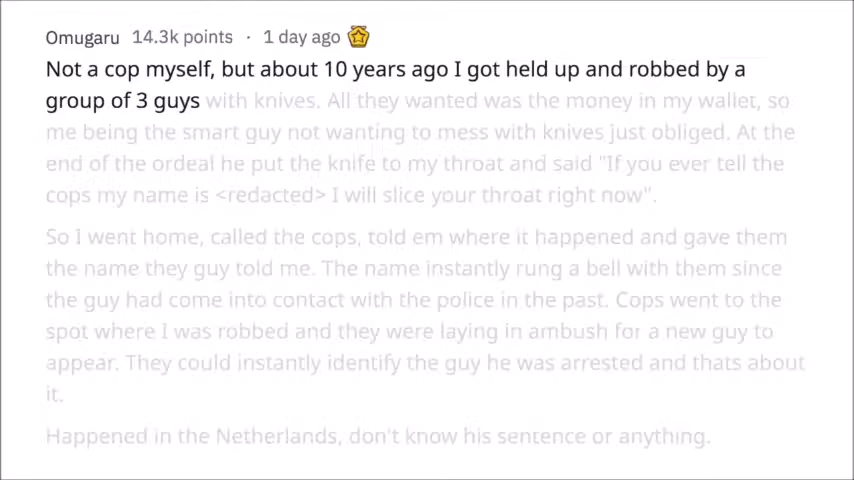 Omugaru 14.3k points · 1 day ago
Not a cop myself, but about 10 years ago I got held up and robbed by a
group of 3 guys with knives. All they wanted was the money in my wallet, so
me being the smart guy not wanting to mess with knives just obliged. At the
end of the ordeal he put the knife to my throat and said "If you ever tell the
cops my name is <redacted> I will slice your throat right now".
So I went home, called the cops, told em where it happened and gave them
the name they guy told me. The name instantly rung a bell with them since
the guy had come into contact with the police in the past. Cops went to the
spot where I was robbed and they were laying in ambush for a new guy to
appear. They could instantly identify the guy he was arrested and thats about
it.
Happened in the Netherlands, don't know his sentence or anything.